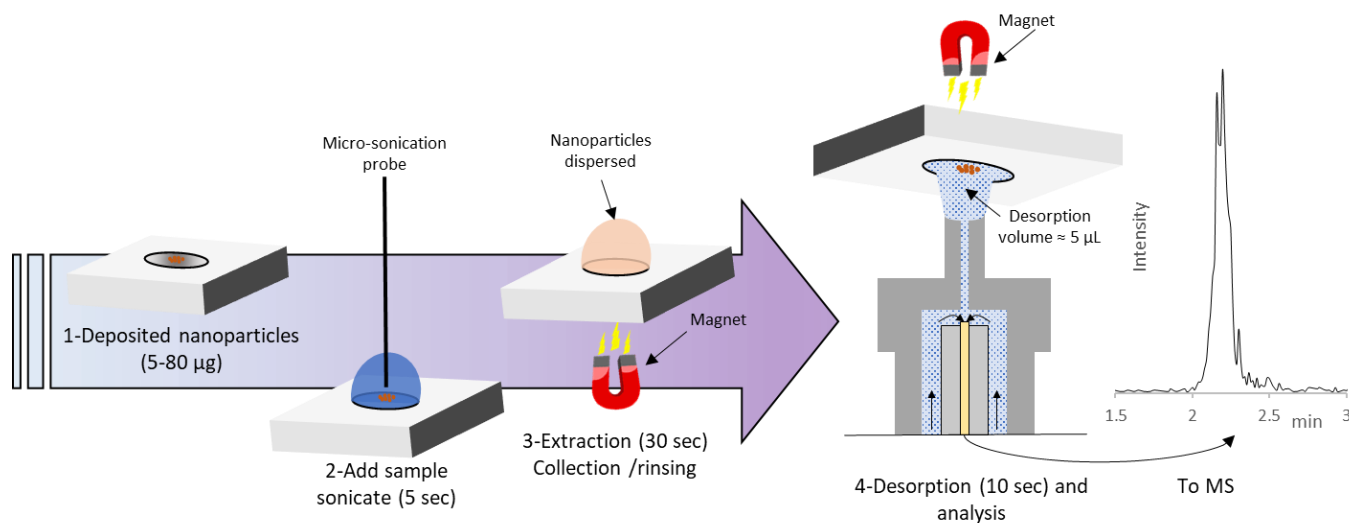 1-Deposited nanoparticles
(5-80 µg)
Micro-sonication
probe
2-Add sample
sonicate (5 sec)
Nanoparticles
dispersed
Magnet
3-Extraction (30 sec)
Collection /rinsing
Magnet
Desorption
volume ≈ 5 µL
4-Desorption (10 sec) and
analysis
To MS
Intensity
1.5 2 2.5 3
min